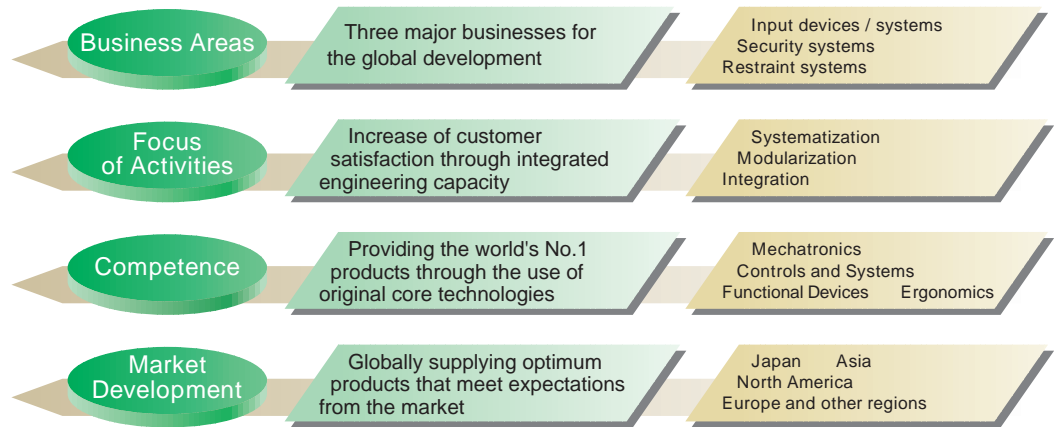 Business Areas
Three major businesses for
the global development
Input devices / systems
Security systems
Restraint systems
Focus
of Activities
Increase of customer
satisfaction through integrated
engineering capacity
Systematization
Modularization
Integration
Competence
Providing the world's No.1
products through the use of
original core technologies
Mechatronics
Controls and Systems
Functional Devices Ergonomics
Market
Development
Globally supplying optimum
products that meet expectations
from the market
Japan Asia
North America
Europe and other regions